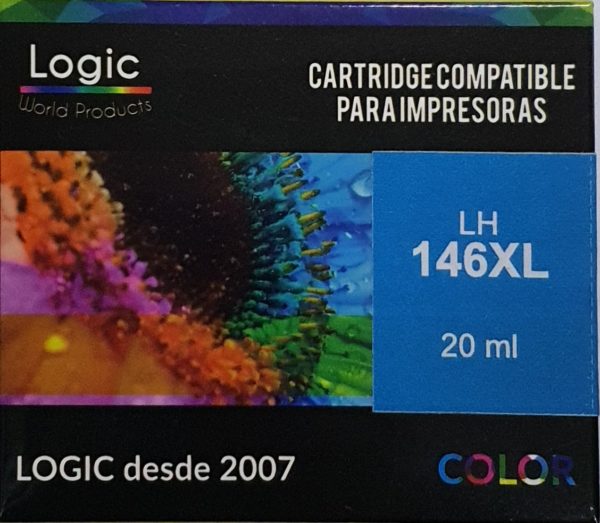 Logic
World Products
CARTRIDGE COMPATIBLE
PARA IMPRESORAS
LH
146XL
20 ml
LOGIC desde 2007
COLOR